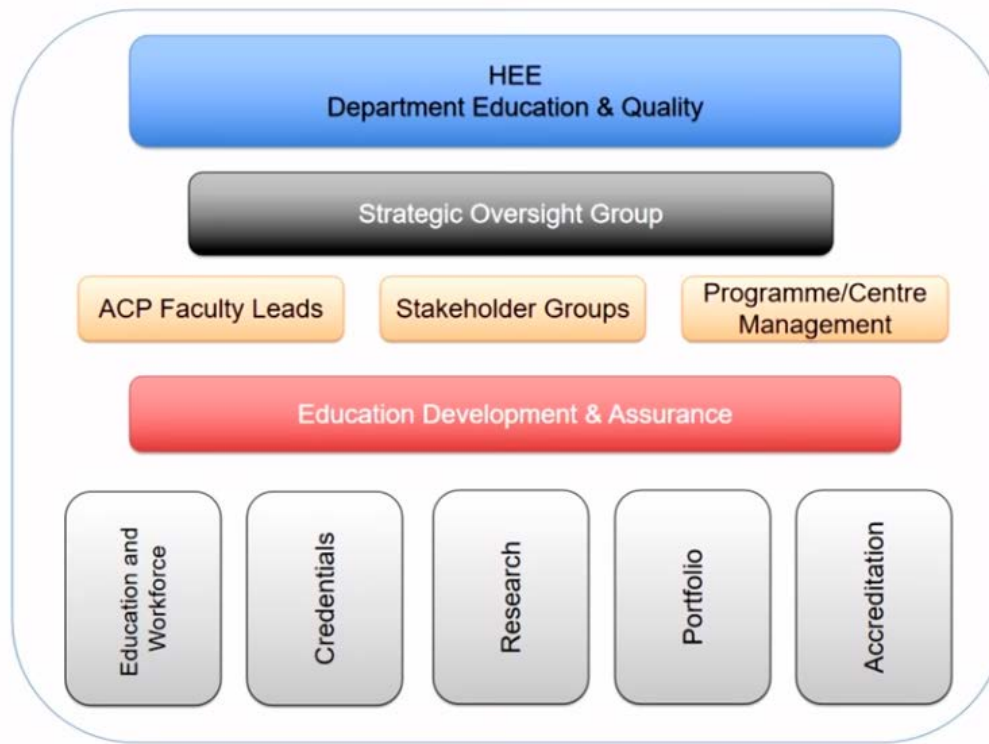 HEE
Department Education & Quality
Strategic Oversight Group
ACP Faculty Leads
Stakeholder Groups
Programme/Centre
Management
Education Development & Assurance
Education and
Workforce
Credentials
Research
Portfolio
Accreditation